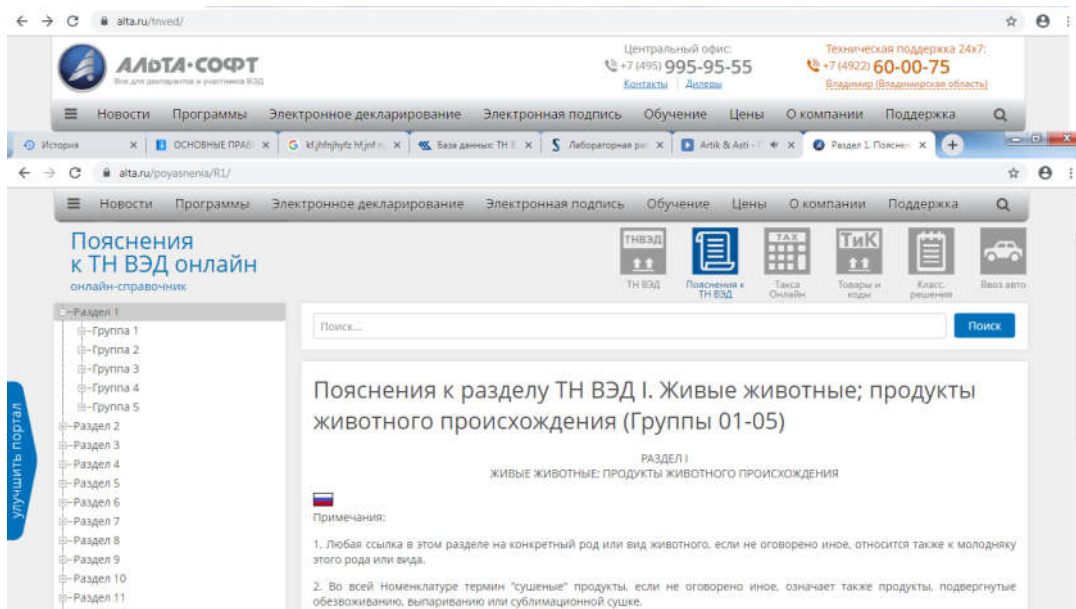 alta.ru/tnved/
АЛЬТА·СОФТ
Все для декларантов и участников ВЭД
Центральный офис:
+7 (495) 995-95-55
Контакты Дилеры
Техническая поддержка 24x7:
+7 (4922) 60-00-75
Владимир (Владимирская область)
Новости Программы Электронное декларирование Электронная подпись Обучение Цены О компании Поддержка
История ОСНОВНЫЕ ПРАВ База данных ТН Лабораторная ра Artik & Asti - Раздел 1. Поясне
alta.ru/poyasnenia/R1/
Новости Программы Электронное декларирование Электронная подпись Обучение Цены О компании Поддержка
Пояснения
к ТН ВЭД онлайн
онлайн-справочник
ТНВЭД TAX ТиК
ТН ВЭД Пояснения к ТН ВЭД Такса Онлайн Товары и коды Класс. решения Ввоз авто
Раздел 1
Группа 1
Группа 2
Группа 3
Группа 4
Группа 5
Раздел 2
Раздел 3
Раздел 4
Раздел 5
Раздел 6
Раздел 7
Раздел 8
Раздел 9
Раздел 10
Раздел 11
улучшить портал
Поиск... Поиск
Пояснения к разделу ТН ВЭД I. Живые животные; продукты
животного происхождения (Группы 01-05)
РАЗДЕЛ I
ЖИВЫЕ ЖИВОТНЫЕ; ПРОДУКТЫ ЖИВОТНОГО ПРОИСХОЖДЕНИЯ
Примечания:
1. Любая ссылка в этом разделе на конкретный род или вид животного, если не оговорено иное, относится также к молодняку
этого рода или вида.
2. Во всей Номенклатуре термин "сушеные" продукты, если не оговорено иное, означает также продукты, подвергнутые
обезвоживанию, выпариванию или сублимационной сушке.